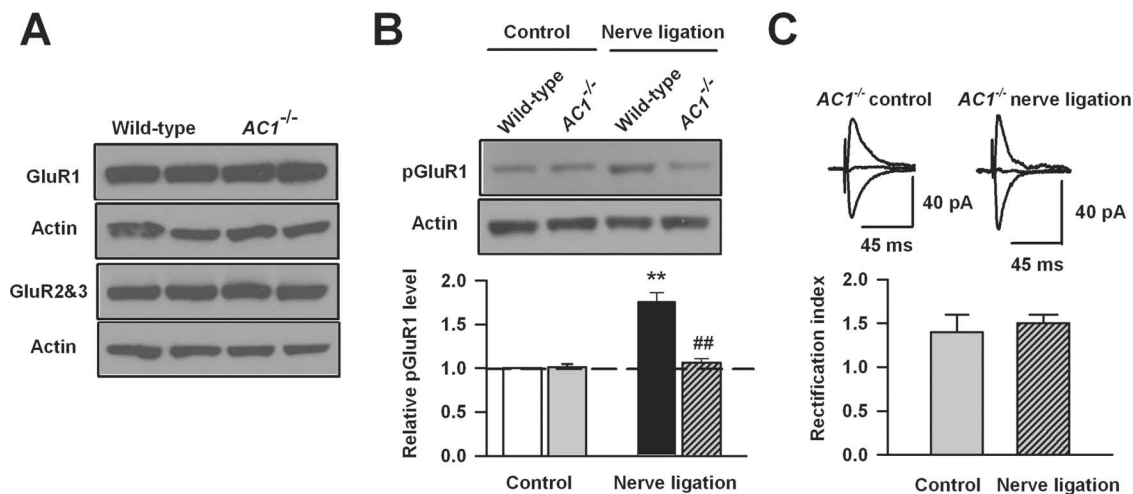 A
Wild-type AC1-/-
GluR1
Actin
GluR2&3
Actin
B
Control Nerve ligation
Wild-type AC1-/- Wild-type AC1-/-
pGluR1
Actin
Relative pGluR1 level
2.0
1.5
1.0
0.5
0.0
**
##
Control Nerve ligation
C
AC1-/- control AC1-/- nerve ligation
40 pA 40 pA
45 ms 45 ms
Rectification index
2.0
1.5
1.0
0.5
0.0
Control Nerve ligation